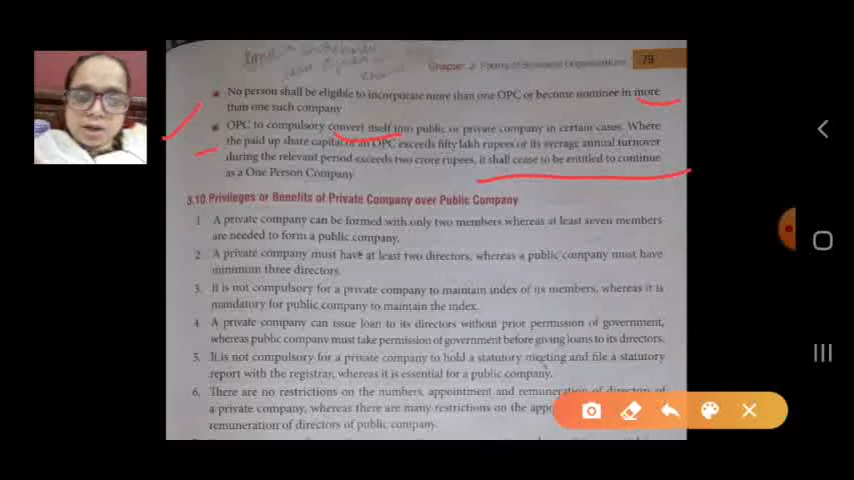 Chapter 2 Forms of Business Organisations 79
No person shall be eligible to incorporate more than one OPC or become nominee in more
than one such company
OPC to compulsory convert itself into public or private company in certain cases. Where
the paid up share capital of an OPC exceeds fifty lakh rupees or its average annual turnover
during the relevant period exceeds two crore rupees, it shall cease to be entitled to continue
as a One Person Company
3.10 Privileges or Benefits of Private Company over Public Company
1. A private company can be formed with only two members whereas at least seven members
are needed to form a public company.
2. A private company must have at least two directors, whereas a public company must have
minimum three directors.
3. It is not compulsory for a private company to maintain index of its members, whereas it is
mandatory for public company to maintain the index.
4. A private company can issue loan to its directors without prior permission of government,
whereas public company must take permission of government before giving loans to its directors.
5. It is not compulsory for a private company to hold a statutory meeting and file a statutory
report with the registrar, whereas it is essential for a public company.
6. There are no restrictions on the numbers, appointment and remuneration of directors of
a private company, whereas there are many restrictions on the
remuneration of directors of public company.